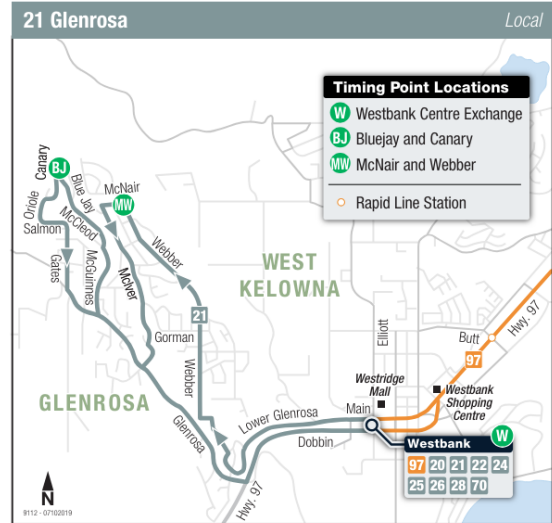 21 Glenrosa
Local
Timing Point Locations
W Westbank Centre Exchange
BJ Bluejay and Canary
MW McNair and Webber
Rapid Line Station
Canary
BJ
Oriole
Blue Jay
McNair
MW
Salmon
McCleod
Gates
McGuinnes
McIver
Webber
WEST
KELOWNA
21
Gorman
Webber
GLENROSA
Glenrosa
Lower Glenrosa
Dobbin
Hwy. 97
Elliott
Westridge
Mall
Main
Butt
Hwy. 97
97
Westbank
Shopping
Centre
Westbank
W
97 20 21 22 24
25 26 28 70
N
9112 - 07102019